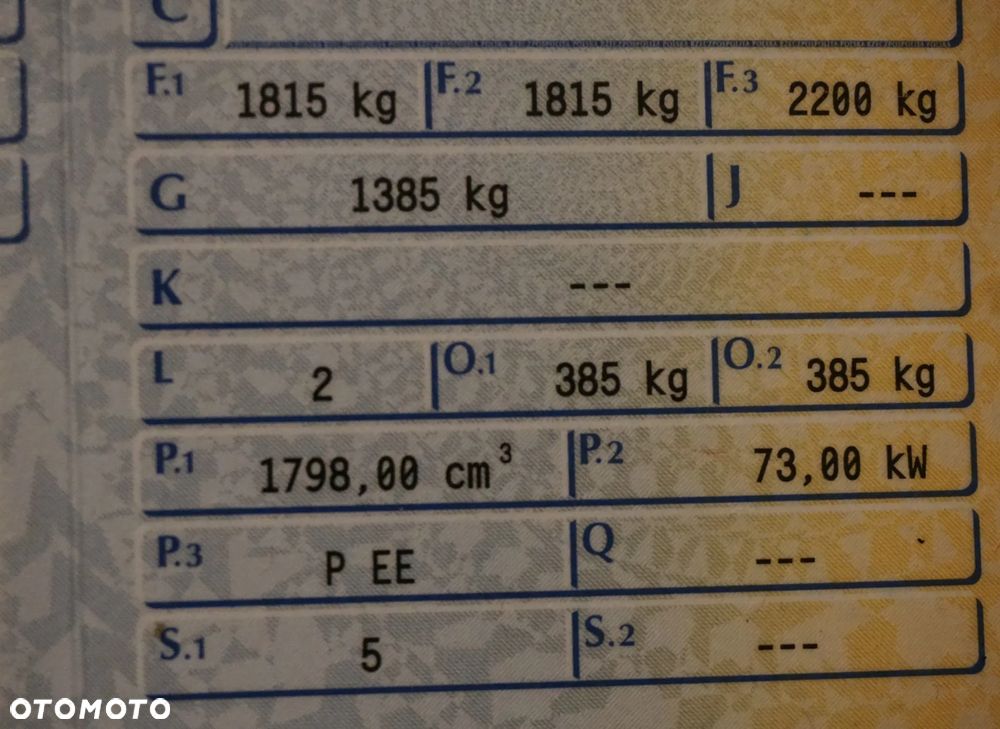 C
F.1 1815 kg F.2 1815 kg F.3 2200 kg
G 1385 kg J ---
K ---
L 2 O.1 385 kg O.2 385 kg
P.1 1798,00 cm³ P.2 73,00 kW
P.3 P EE Q ---
S.1 5 S.2 ---
OTOMOTO